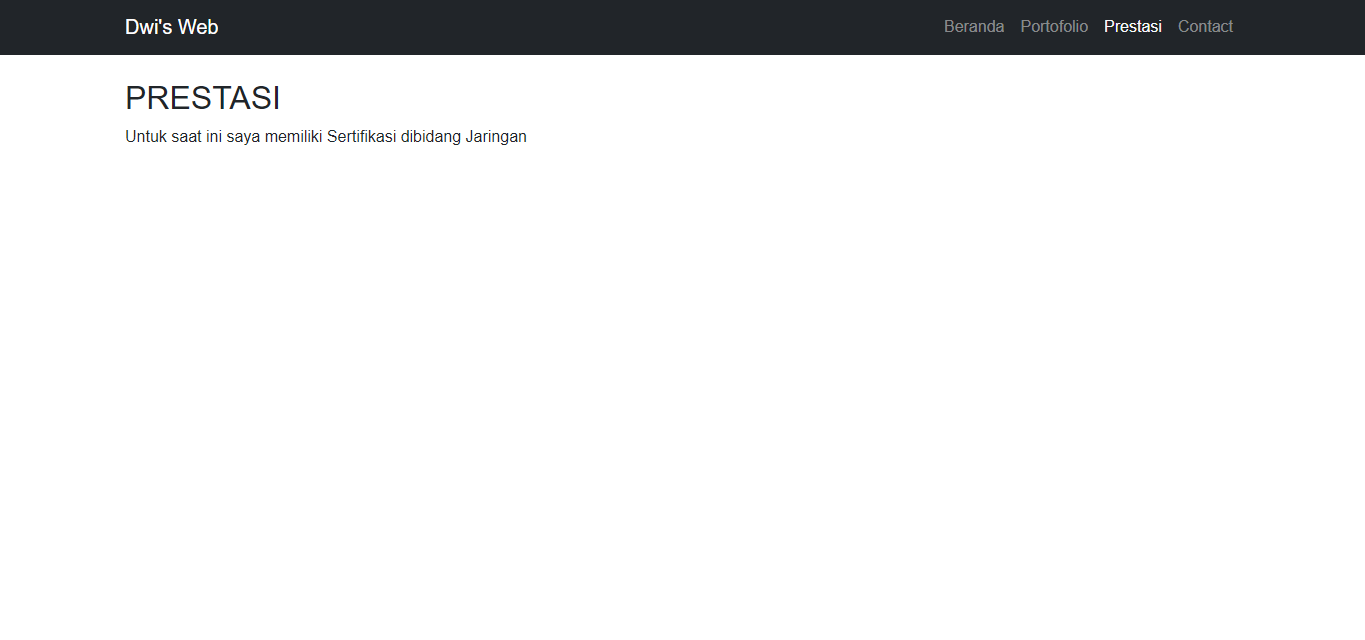 Dwi's Web
Beranda Portofolio Prestasi Contact
PRESTASI
Untuk saat ini saya memiliki Sertifikasi dibidang Jaringan